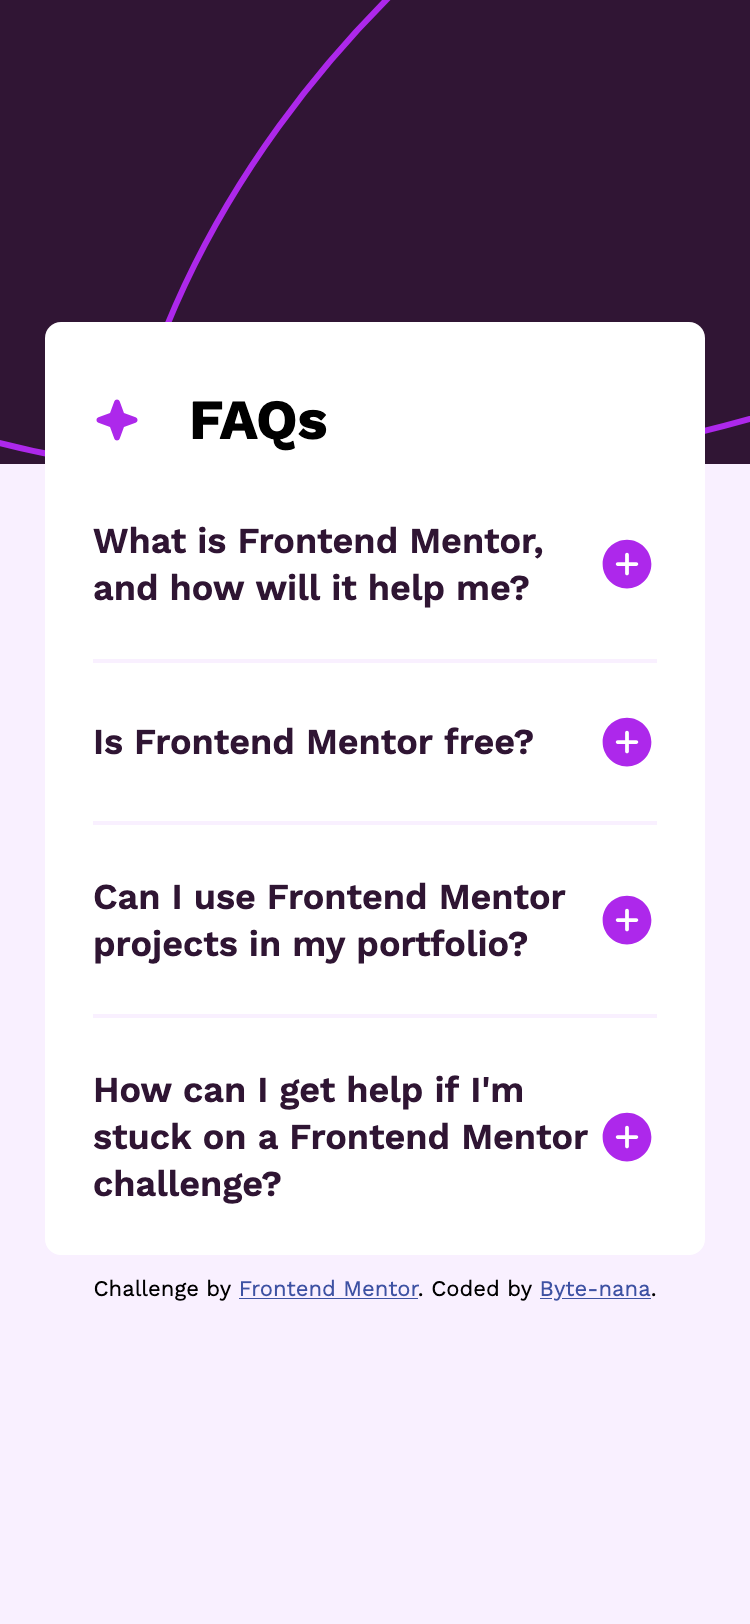 FAQs
What is Frontend Mentor,
and how will it help me?
Is Frontend Mentor free?
Can I use Frontend Mentor
projects in my portfolio?
How can I get help if I'm
stuck on a Frontend Mentor
challenge?
Challenge by Frontend Mentor. Coded by Byte-nana.